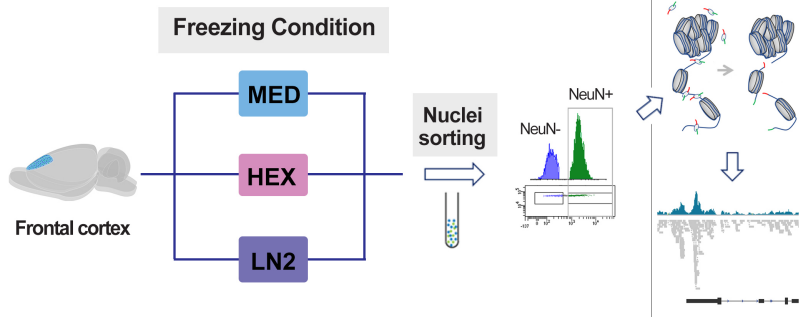 Freezing Condition
MED
HEX
LN2
Frontal cortex
Nuclei
sorting
NeuN-
NeuN+